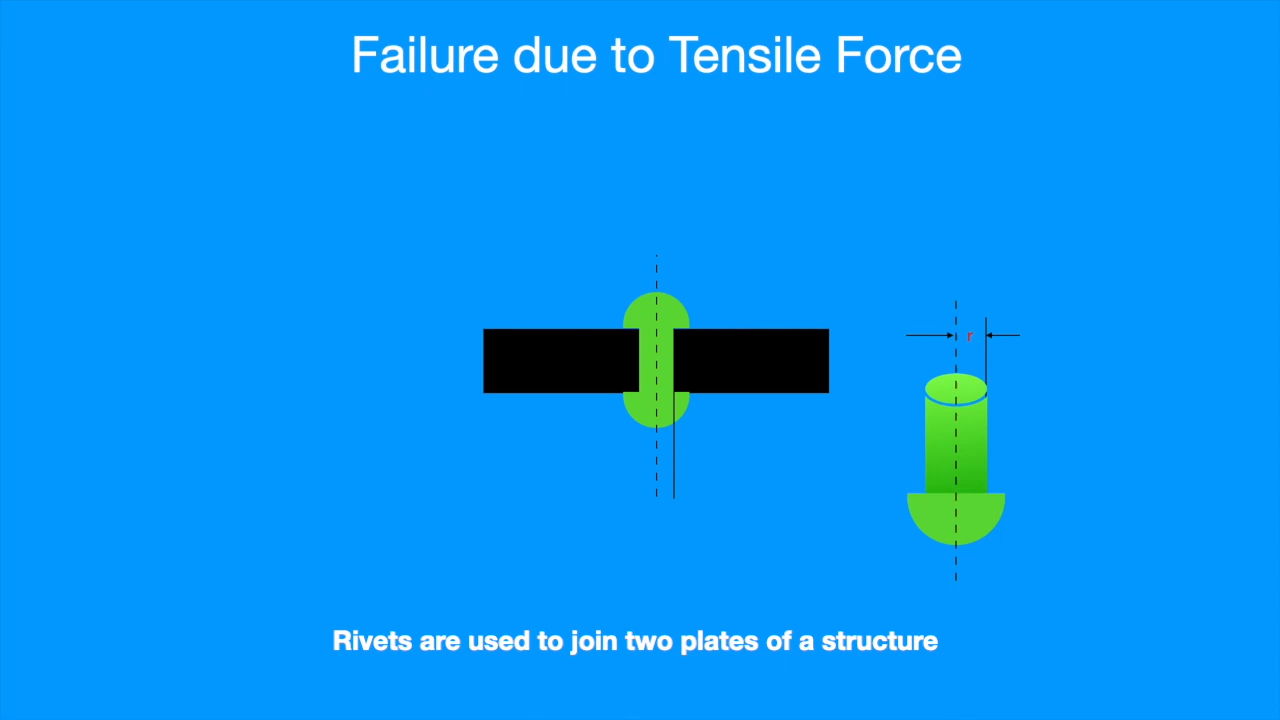 Failure due to Tensile Force
r
Rivets are used to join two plates of a structure